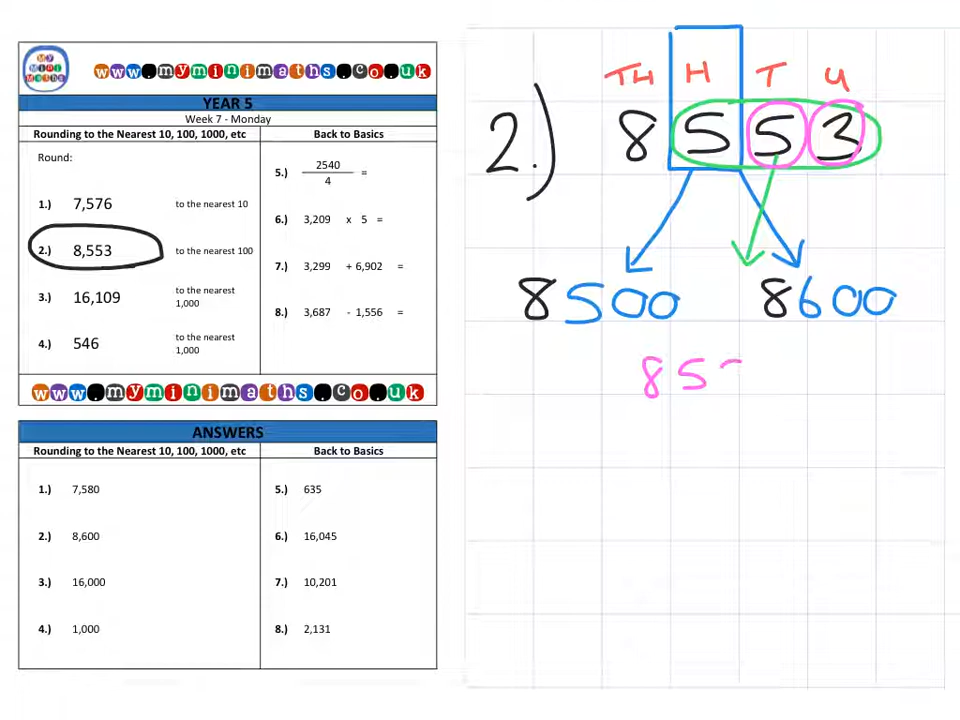 My Mini Maths
www.myminimaths.co.uk
YEAR 5
Week 7 - Monday
Rounding to the Nearest 10, 100, 1000, etc
Back to Basics
Round:
1.) 7,576 to the nearest 10
2.) 8,553 to the nearest 100
3.) 16,109 to the nearest
1,000
4.) 546 to the nearest
1,000
5.) 2540
4 =
6.) 3,209 x 5 =
7.) 3,299 + 6,902 =
8.) 3,687 - 1,556 =
www.myminimaths.co.uk
ANSWERS
Rounding to the Nearest 10, 100, 1000, etc
Back to Basics
1.) 7,580
2.) 8,600
3.) 16,000
4.) 1,000
5.) 635
6.) 16,045
7.) 10,201
8.) 2,131
TH H T U
2.) 8 5 5 3
8500 8600
85